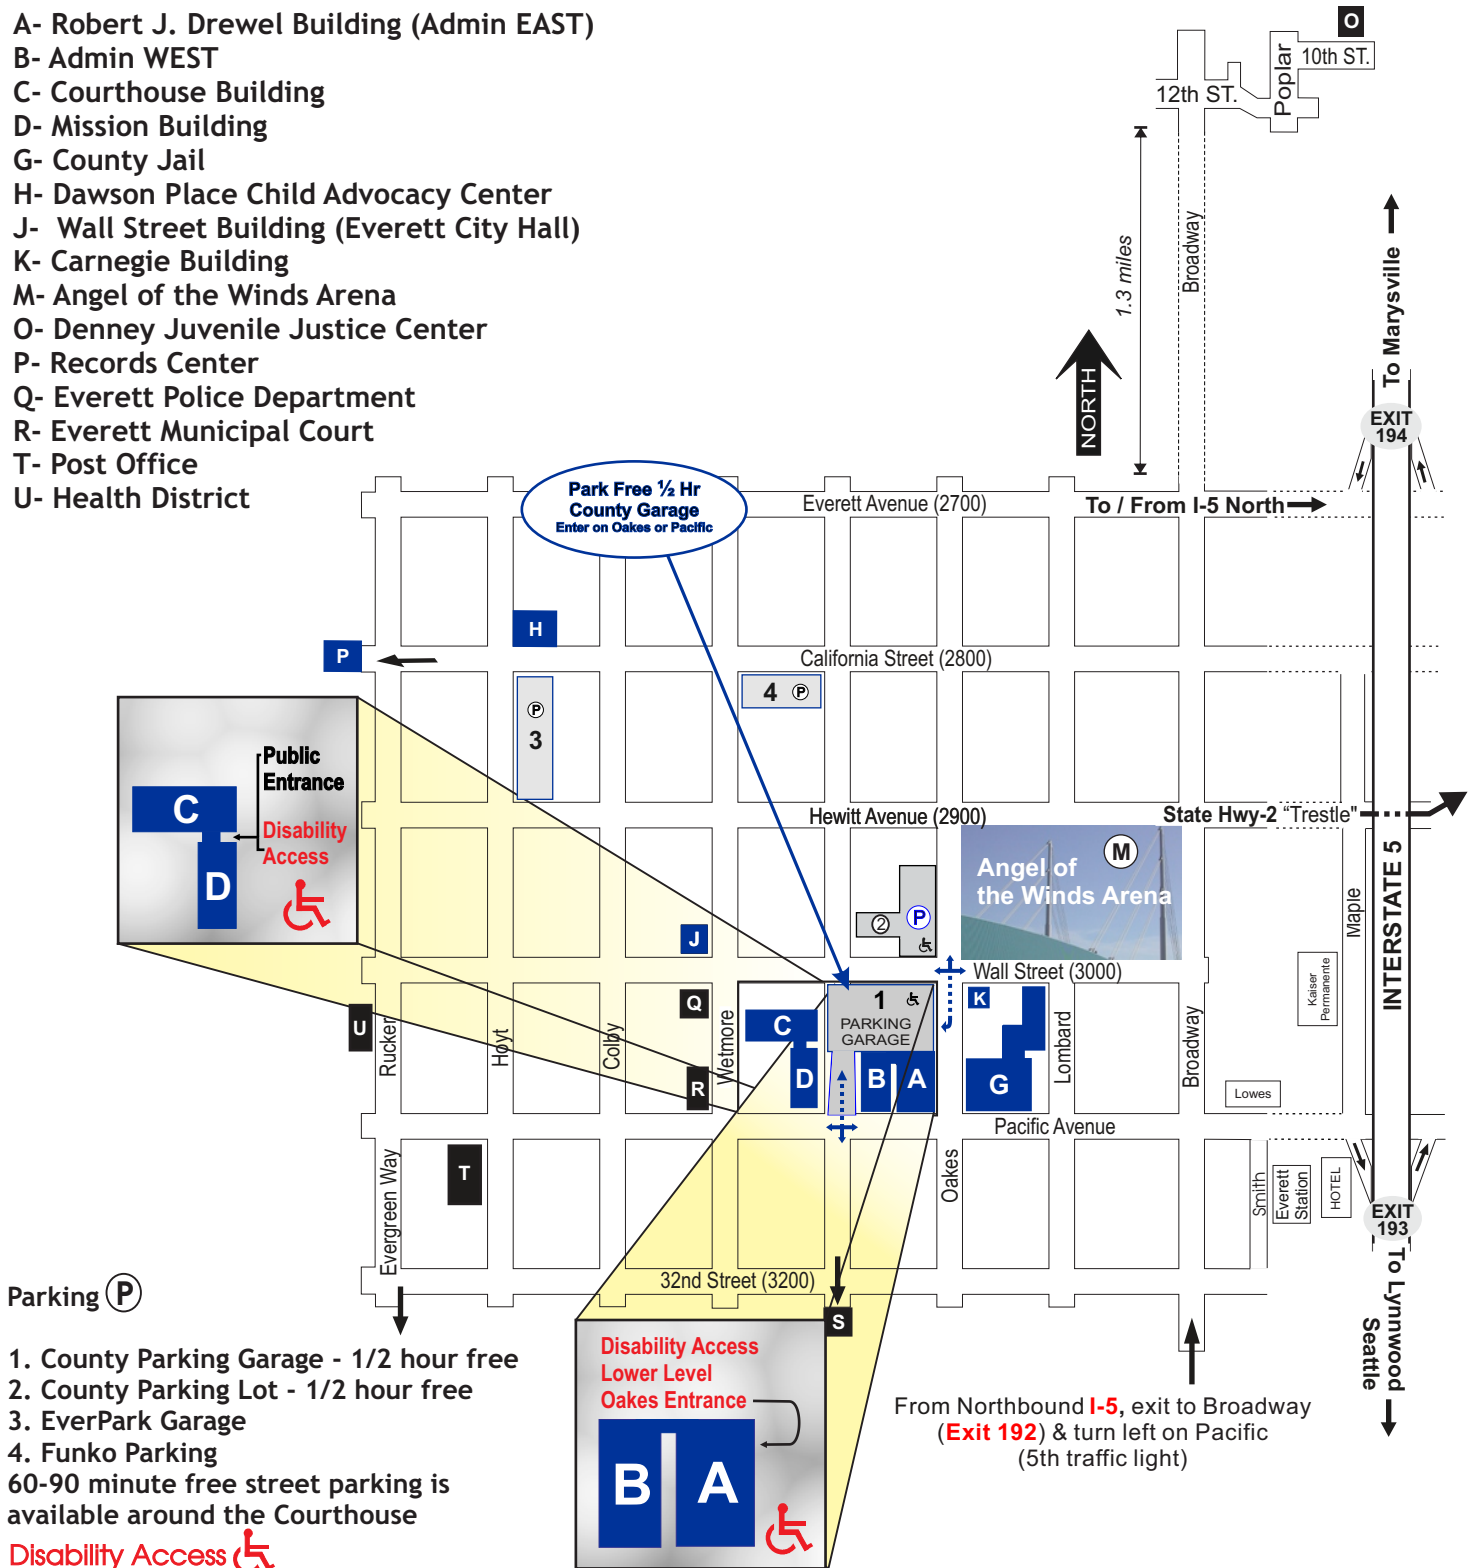 A- Robert J. Drewel Building (Admin EAST)
B- Admin WEST
C- Courthouse Building
D- Mission Building
G- County Jail
H- Dawson Place Child Advocacy Center
J- Wall Street Building (Everett City Hall)
K- Carnegie Building
M- Angel of the Winds Arena
O- Denney Juvenile Justice Center
P- Records Center
Q- Everett Police Department
R- Everett Municipal Court
T- Post Office
U- Health District
O
10th ST.
Poplar
12th ST.
Broadway
1.3 miles
NORTH
To Marysville
EXIT
194
Park Free ½ Hr
County Garage
Enter on Oakes or Pacific
Everett Avenue (2700)
To / From I-5 North
H
P
California Street (2800)
4 P
P
3
Public
Entrance
C
Disability
Access
D
Hewitt Avenue (2900)
State Hwy-2 “Trestle"
M
Angel of
the Winds Arena
2
P
J
Wall Street (3000)
Maple
INTERSTATE 5
Kaiser
Permanente
U
Rucker
Hoyt
Colby
Q
Wetmore
C
1
PARKING
GARAGE
K
Lombard
Broadway
R
D
B
A
G
Lowes
Pacific Avenue
T
Evergreen Way
Oakes
Smith
Everett
Station
HOTEL
EXIT
193
32nd Street (3200)
S
To Lynnwood
Seattle
Parking P
1. County Parking Garage - 1/2 hour free
2. County Parking Lot - 1/2 hour free
3. EverPark Garage
4. Funko Parking
60-90 minute free street parking is
available around the Courthouse
Disability Access
Disability Access
Lower Level
Oakes Entrance
B
A
From Northbound I-5, exit to Broadway
(Exit 192) & turn left on Pacific
(5th traffic light)